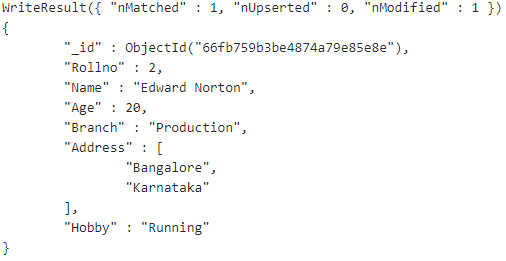 WriteResult({ "nMatched" : 1, "nUpserted" : 0, "nModified" : 1 })
{
        "_id" : ObjectId("66fb759b3be4874a79e85e8e"),
        "Rollno" : 2,
        "Name" : "Edward Norton",
        "Age" : 20,
        "Branch" : "Production",
        "Address" : [
                "Bangalore",
                "Karnataka"
        ],
        "Hobby" : "Running"
}